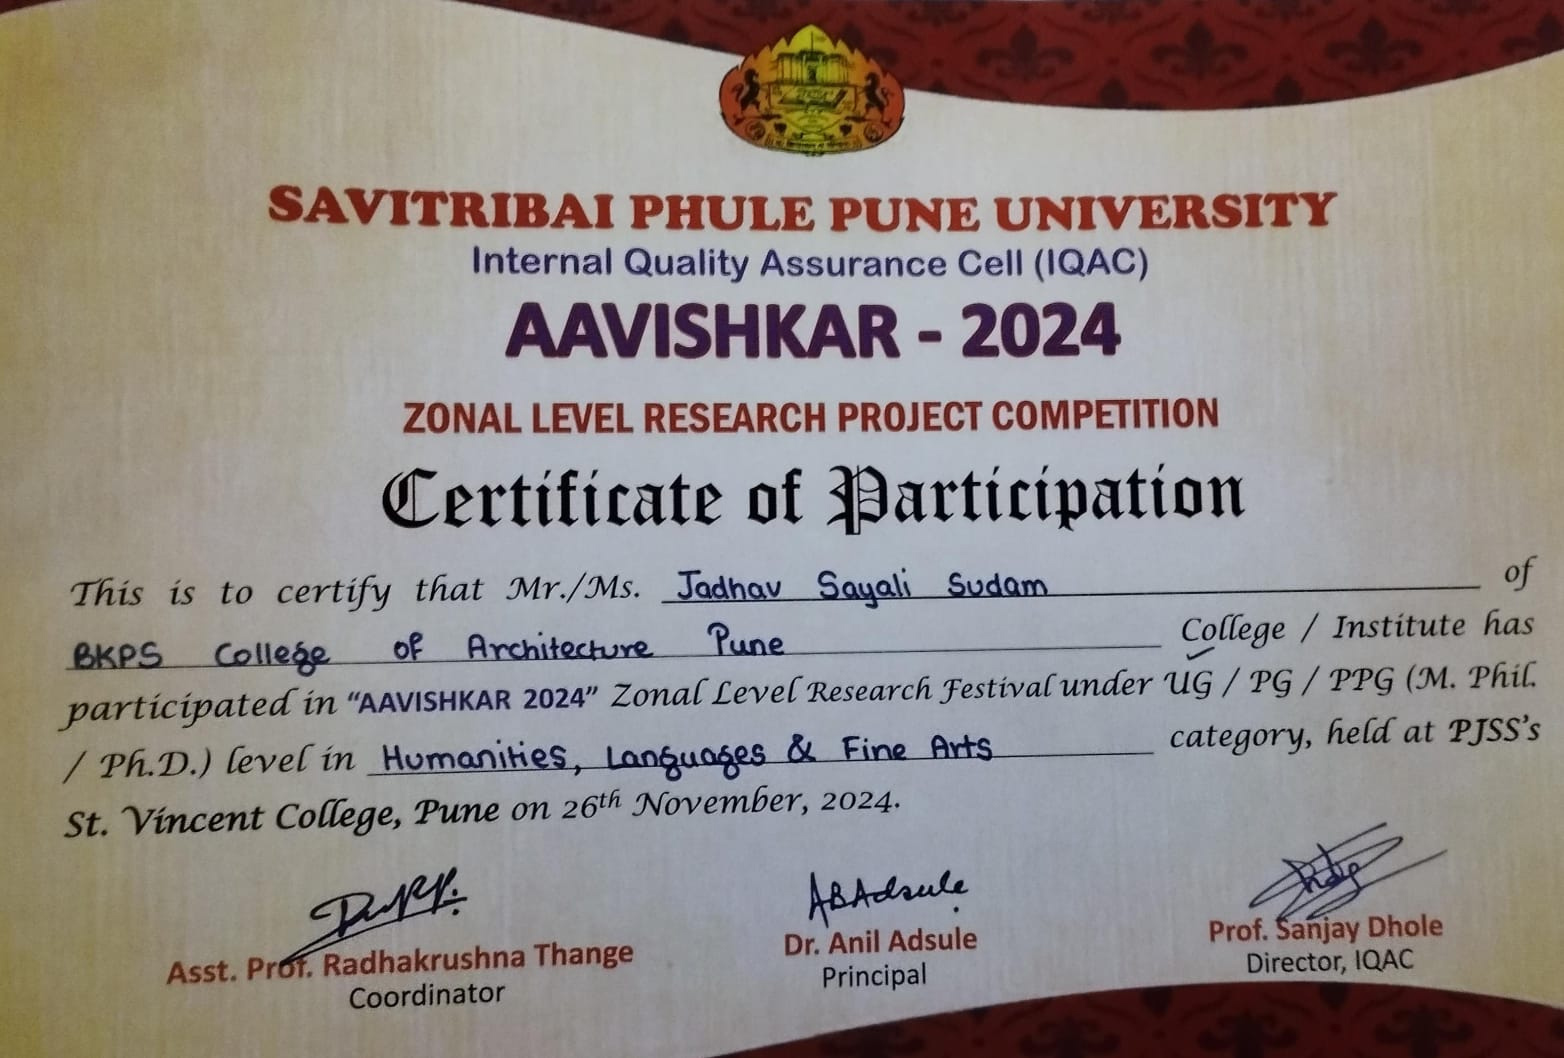 SAVITRIBAI PHULE PUNE UNIVERSITY
Internal Quality Assurance Cell (IQAC)
AAVISHKAR - 2024
ZONAL LEVEL RESEARCH PROJECT COMPETITION
Certificate of Participation
This is to certify that Mr./Ms. Jadhav Sayali Sudam of
BKPS College of Architecture Pune College / Institute has
participated in “AAVISHKAR 2024” Zonal Level Research Festival under UG / PG / PPG (M. Phil.
/ Ph.D.) level in Humanities, Languages & Fine Arts category, held at PJSS’s
St. Vincent College, Pune on 26th November, 2024.
ABAdsule
Asst. Prof. Radhakrushna Thange
Coordinator
Dr. Anil Adsule
Principal
Prof. Sanjay Dhole
Director, IQAC